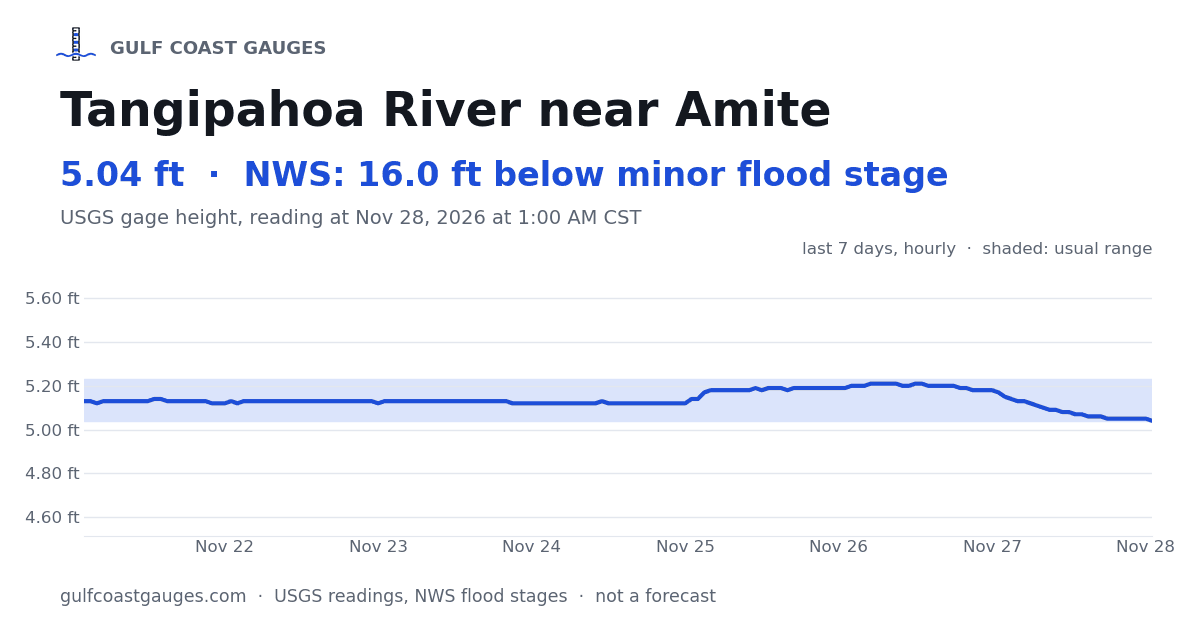 GULF COAST GAUGES
Tangipahoa River near Amite
5.04 ft · NWS: 16.0 ft below minor flood stage
USGS gage height, reading at Nov 28, 2026 at 1:00 AM CST
last 7 days, hourly · shaded: usual range
5.60 ft
5.40 ft
5.20 ft
5.00 ft
4.80 ft
4.60 ft
Nov 22 Nov 23 Nov 24 Nov 25 Nov 26 Nov 27 Nov 28
gulfcoastgauges.com · USGS readings, NWS flood stages · not a forecast